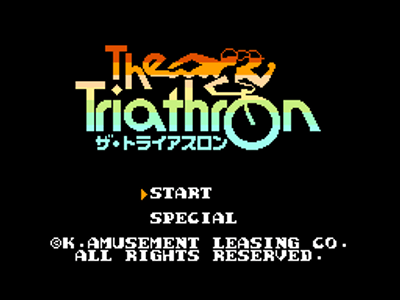 The
Triathron
ザ・トライアスロン
START
SPECIAL
©K.AMUSEMENT LEASING CO.
ALL RIGHTS RESERVED.